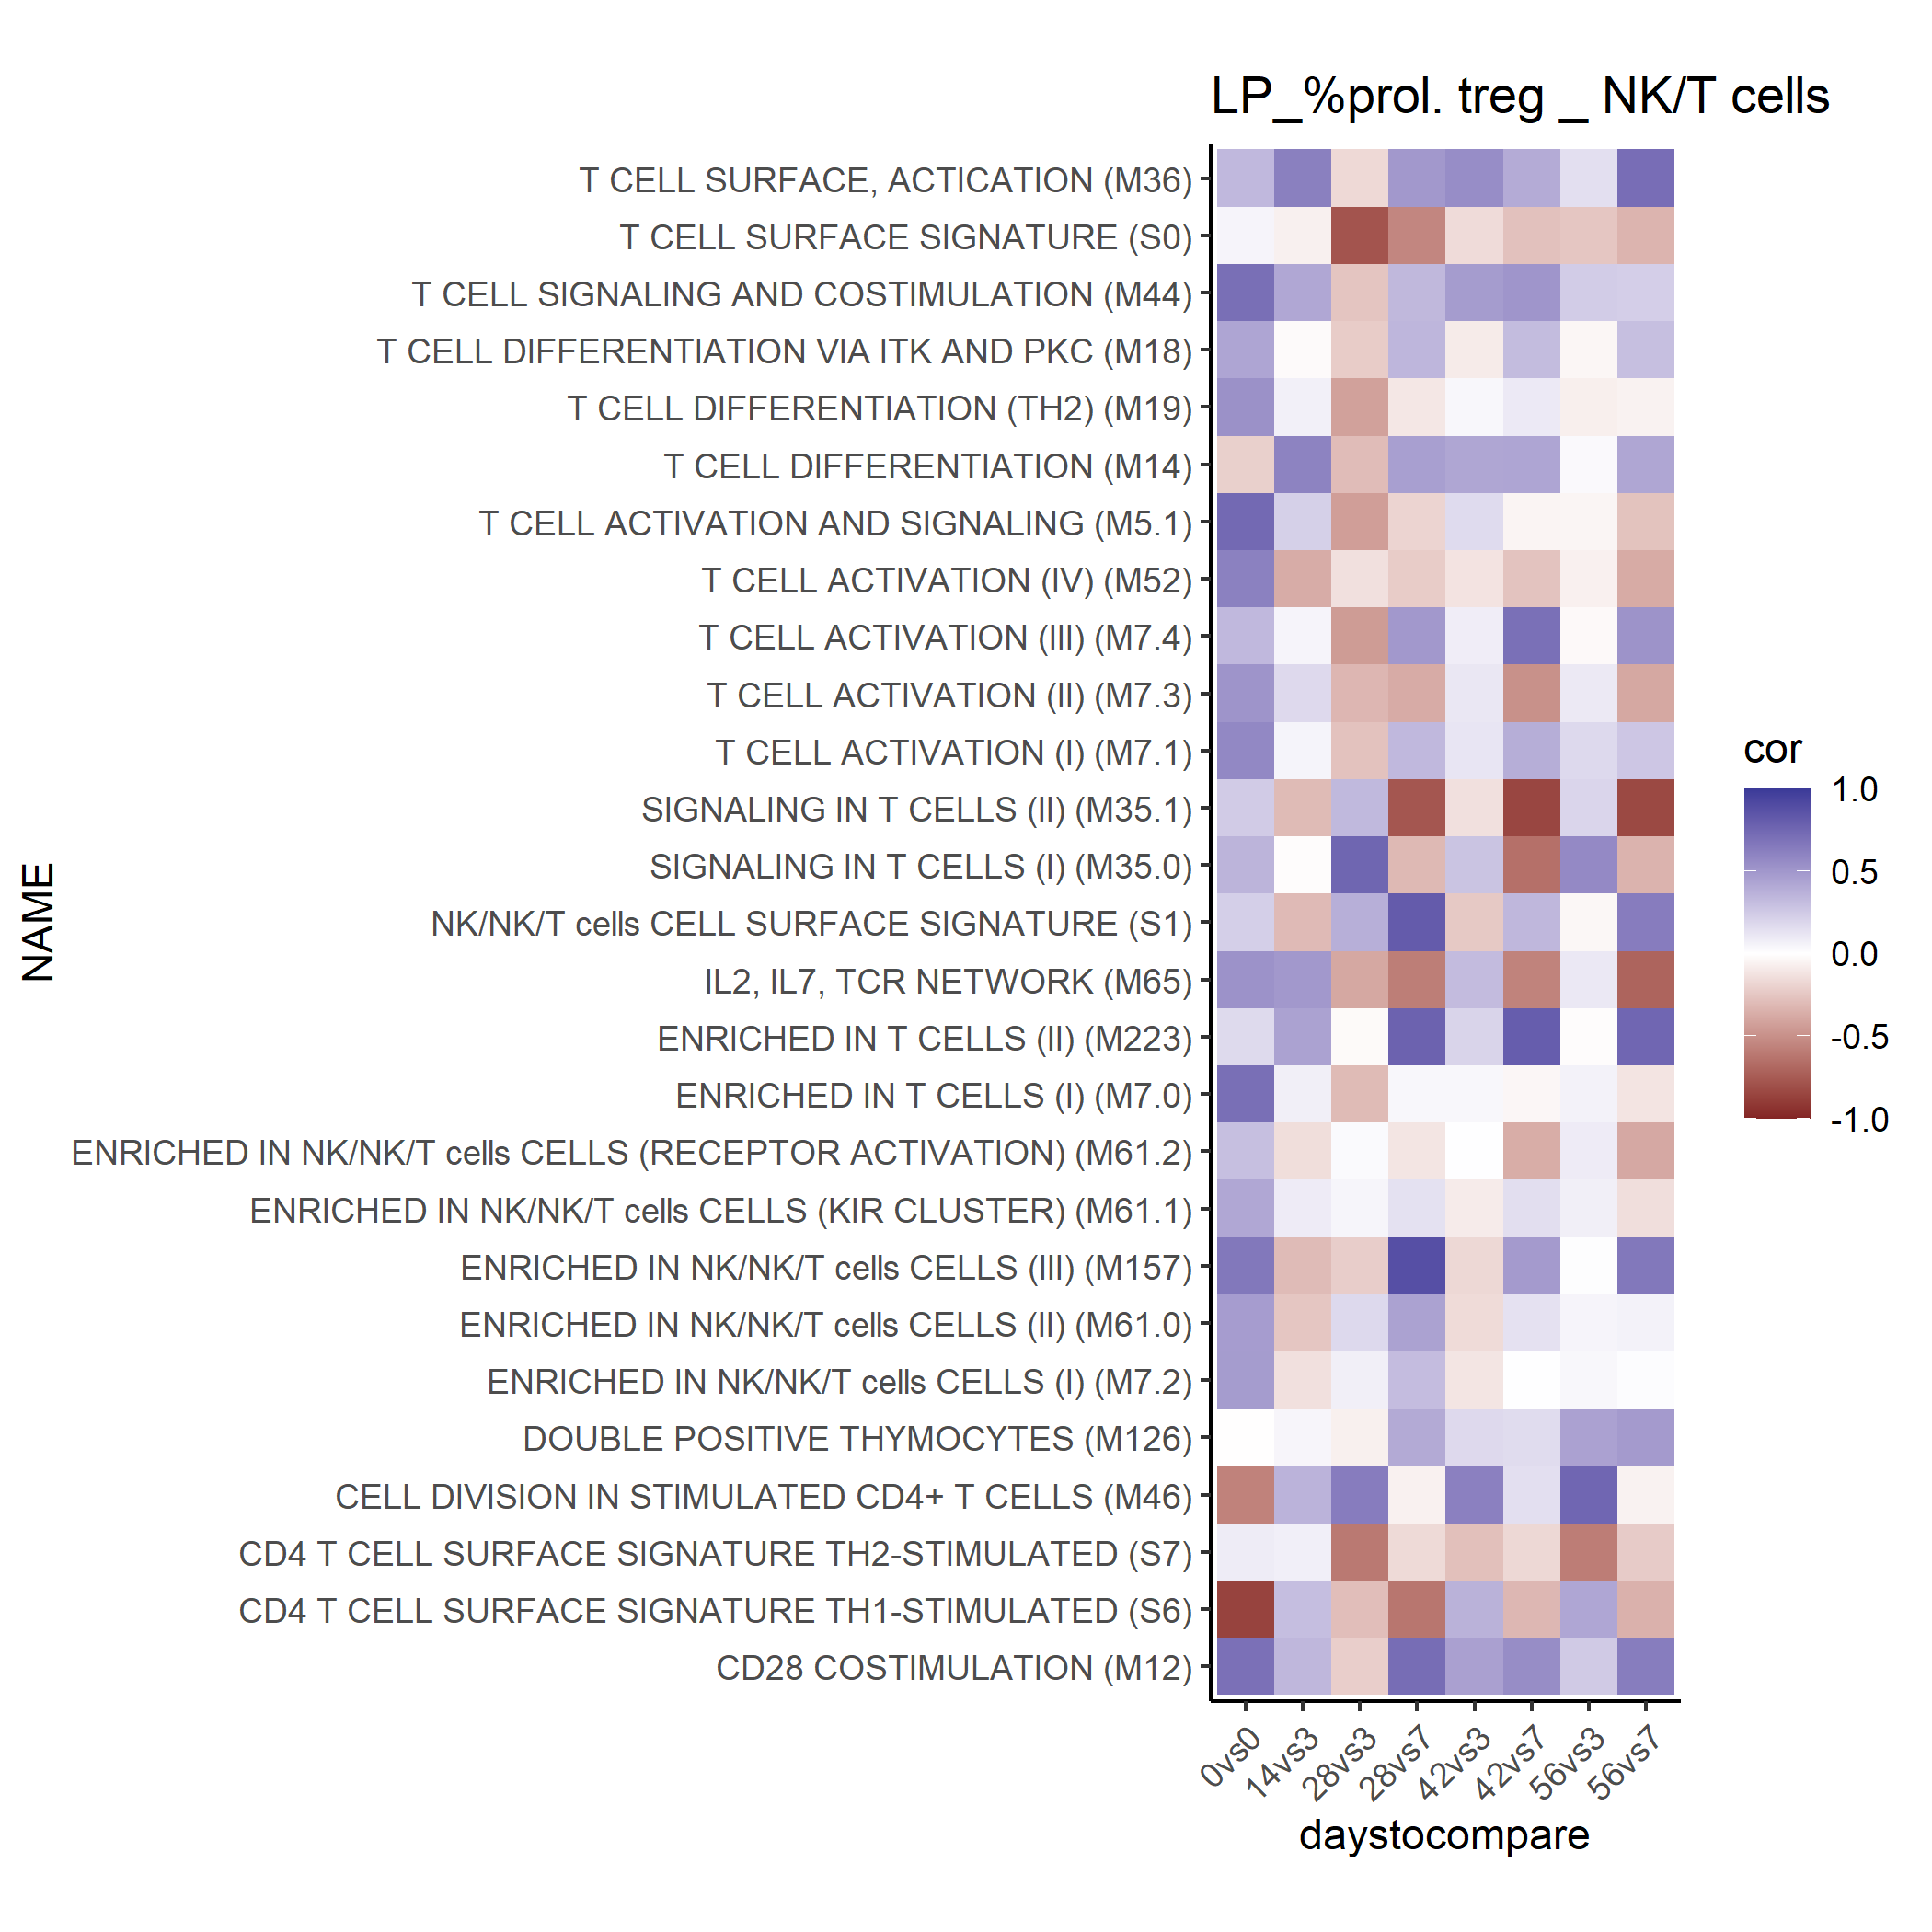 LP_%prol. treg _ NK/T cells
T CELL SURFACE, ACTICATION (M36)
T CELL SURFACE SIGNATURE (S0)
T CELL SIGNALING AND COSTIMULATION (M44)
T CELL DIFFERENTIATION VIA ITK AND PKC (M18)
T CELL DIFFERENTIATION (TH2) (M19)
T CELL DIFFERENTIATION (M14)
T CELL ACTIVATION AND SIGNALING (M5.1)
T CELL ACTIVATION (IV) (M52)
T CELL ACTIVATION (III) (M7.4)
T CELL ACTIVATION (II) (M7.3)
T CELL ACTIVATION (I) (M7.1)
SIGNALING IN T CELLS (II) (M35.1)
SIGNALING IN T CELLS (I) (M35.0)
NK/NK/T cells CELL SURFACE SIGNATURE (S1)
IL2, IL7, TCR NETWORK (M65)
ENRICHED IN T CELLS (II) (M223)
ENRICHED IN T CELLS (I) (M7.0)
ENRICHED IN NK/NK/T cells CELLS (RECEPTOR ACTIVATION) (M61.2)
ENRICHED IN NK/NK/T cells CELLS (KIR CLUSTER) (M61.1)
ENRICHED IN NK/NK/T cells CELLS (III) (M157)
ENRICHED IN NK/NK/T cells CELLS (II) (M61.0)
ENRICHED IN NK/NK/T cells CELLS (I) (M7.2)
DOUBLE POSITIVE THYMOCYTES (M126)
CELL DIVISION IN STIMULATED CD4+ T CELLS (M46)
CD4 T CELL SURFACE SIGNATURE TH2-STIMULATED (S7)
CD4 T CELL SURFACE SIGNATURE TH1-STIMULATED (S6)
CD28 COSTIMULATION (M12)
NAME
0vs0
14vs3
28vs3
28vs7
42vs3
42vs7
56vs3
56vs7
daystocompare
cor
1.0
0.5
0.0
-0.5
-1.0